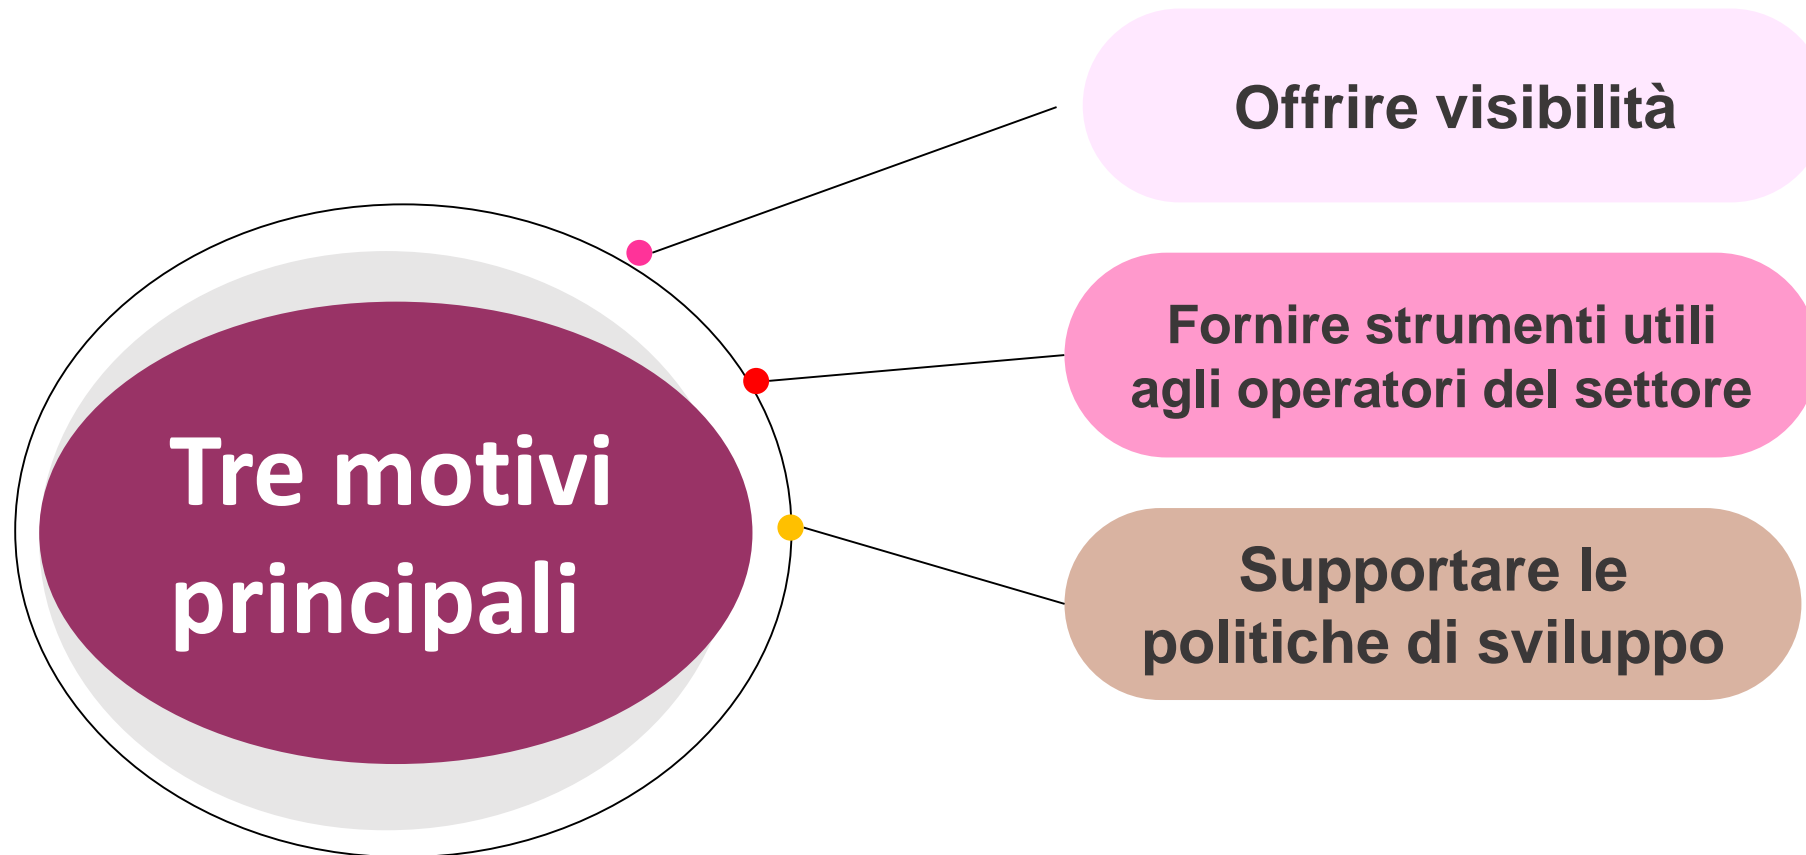 Offrire visibilità
Fornire strumenti utili
agli operatori del settore
Tre motivi
principali
Supportare le
politiche di sviluppo